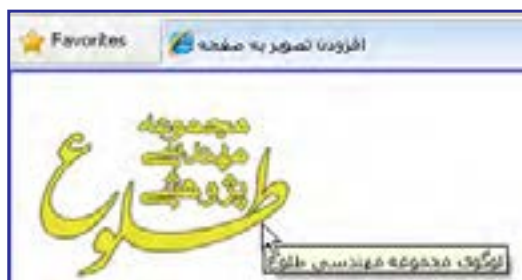 Favorites
افزودن تصویر به صفحه
مجموعه
مهندسی
پژوهشی
طلوع
لوگوی مجموعه مهندسی طلوع